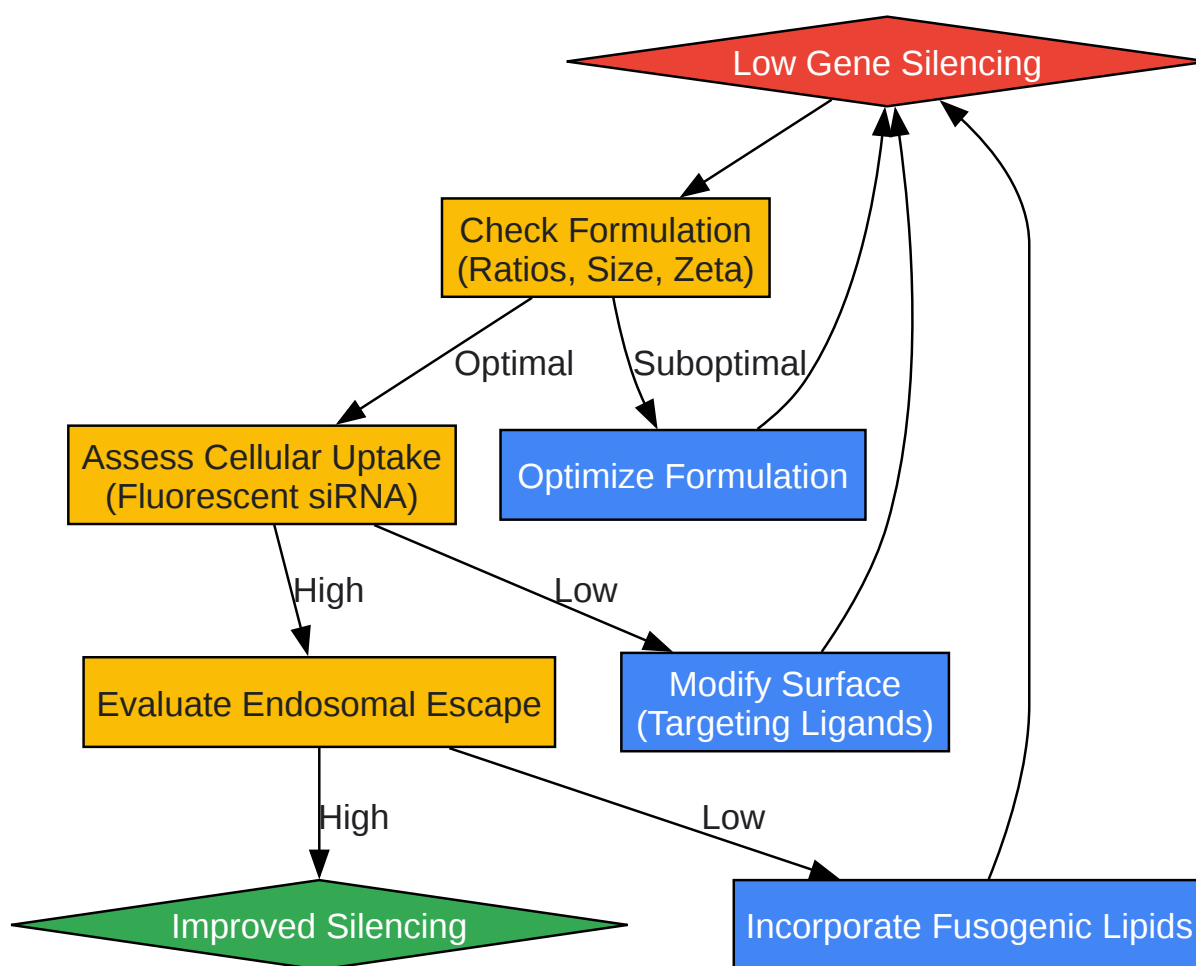 Low Gene Silencing
Check Formulation
(Ratios, Size, Zeta)
Optimal
Suboptimal
Assess Cellular Uptake
(Fluorescent siRNA)
Optimize Formulation
High
Low
Evaluate Endosomal Escape
Modify Surface
(Targeting Ligands)
High
Low
Improved Silencing
Incorporate Fusogenic Lipids